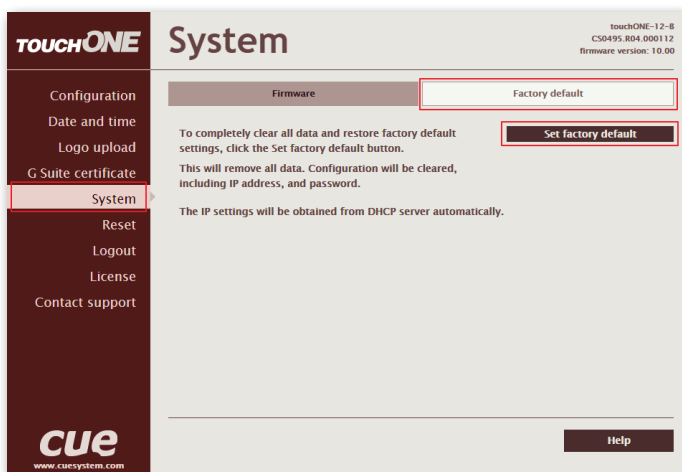 TOUCHONE
System
touchONE-12-B
CS0495.R04.000112
firmware version: 10.00
Configuration
Date and time
Logo upload
G Suite certificate
System
Reset
Logout
License
Contact support
Firmware
Factory default
To completely clear all data and restore factory default
settings, click the Set factory default button.
Set factory default
This will remove all data. Configuration will be cleared,
including IP address, and password.
The IP settings will be obtained from DHCP server automatically.
Help
cue
www.cuesystem.com